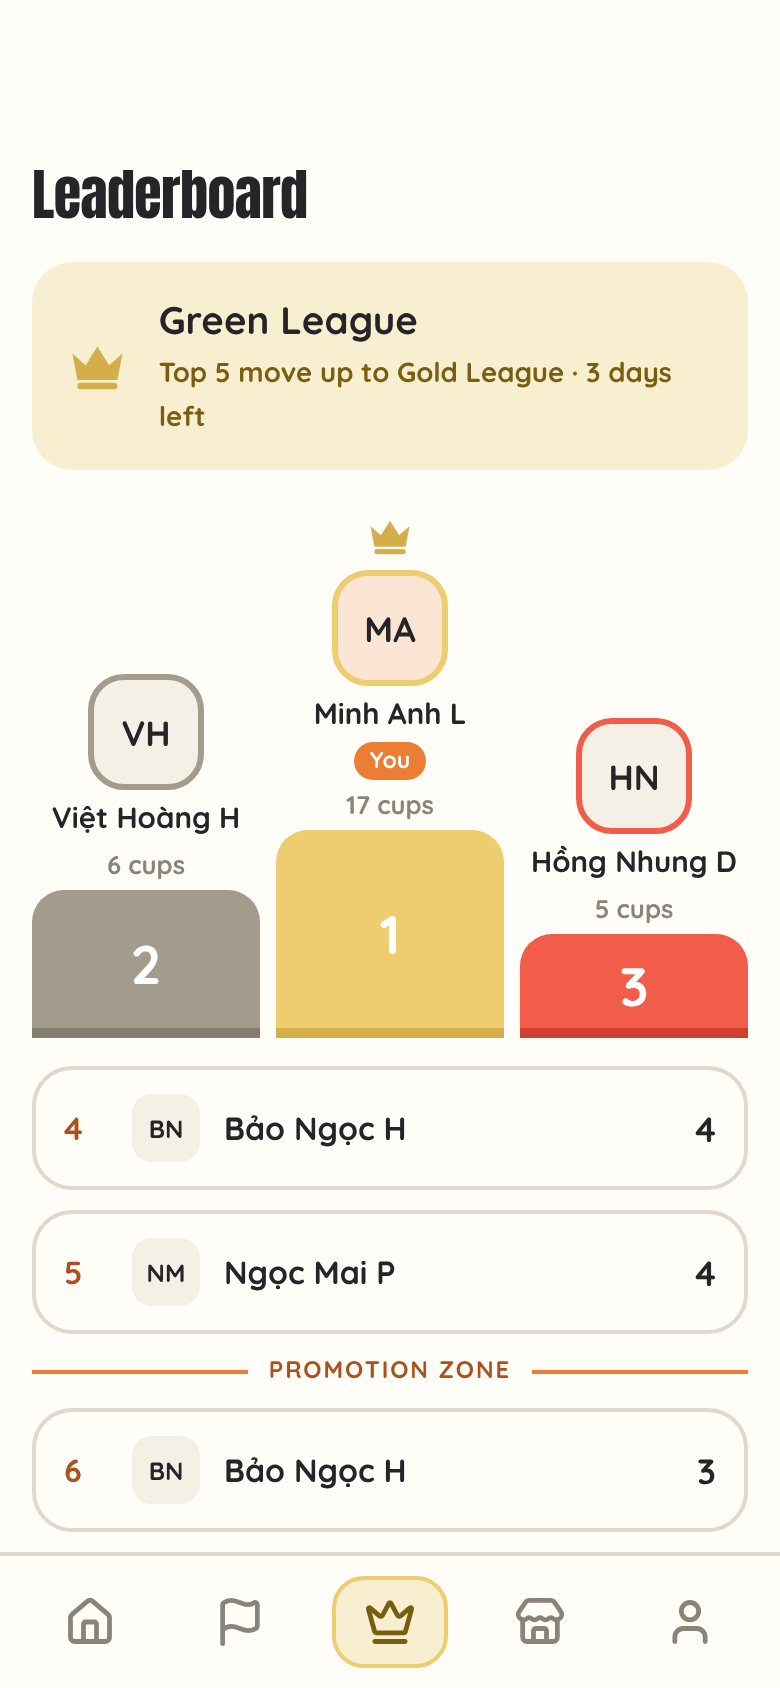 Leaderboard
Green League
Top 5 move up to Gold League · 3 days
left
MA
Minh Anh L
You
17 cups
1
VH
Việt Hoàng H
6 cups
2
HN
Hồng Nhung D
5 cups
3
4 BN Bảo Ngọc H 4
5 NM Ngọc Mai P 4
PROMOTION ZONE
6 BN Bảo Ngọc H 3